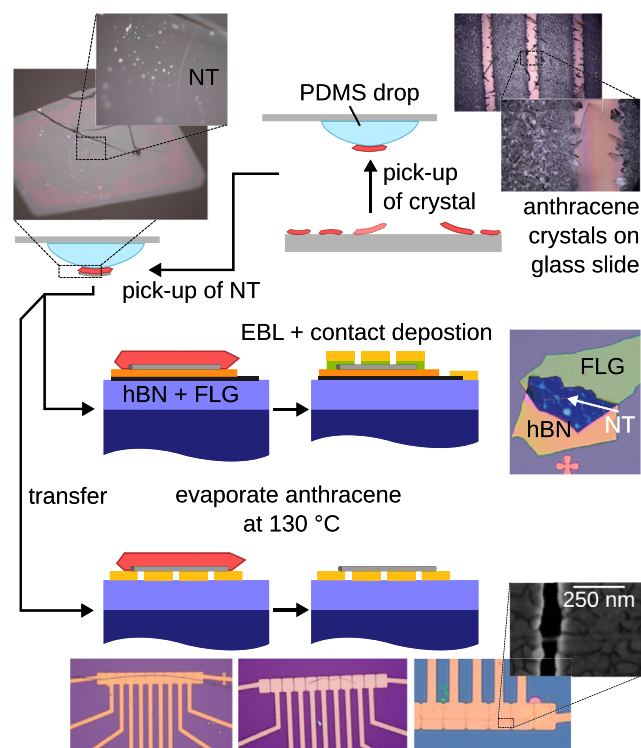 NT
PDMS drop
pick-up
of crystal
anthracene
crystals on
glass slide
pick-up of NT
EBL + contact depostion
hBN + FLG
FLG
hBN
NT
transfer
evaporate anthracene
at 130 °C
250 nm